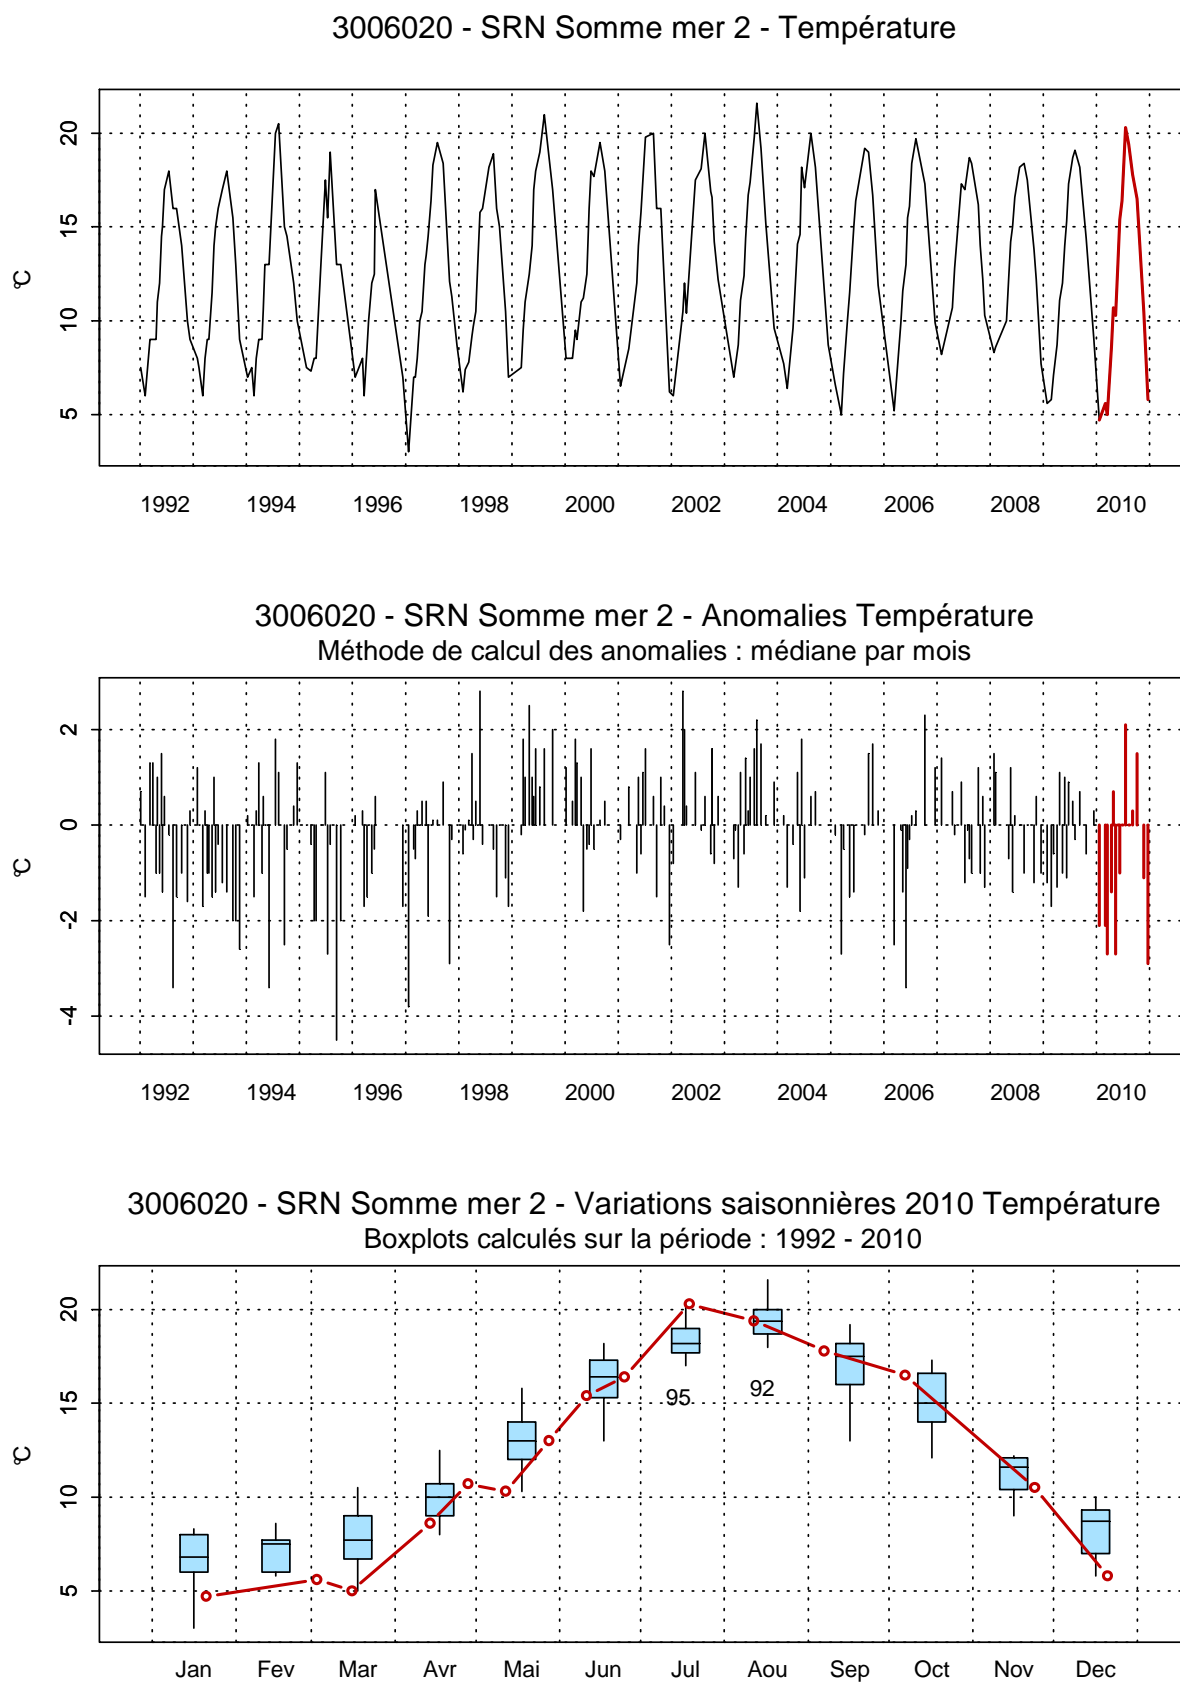 3006020 - SRN Somme mer 2 - Température
20
15
10
5
°C
1992 1994 1996 1998 2000 2002 2004 2006 2008 2010
3006020 - SRN Somme mer 2 - Anomalies Température
Méthode de calcul des anomalies : médiane par mois
2
0
-2
-4
°C
1992 1994 1996 1998 2000 2002 2004 2006 2008 2010
3006020 - SRN Somme mer 2 - Variations saisonnières 2010 Température
Boxplots calculés sur la période : 1992 - 2010
20
15
10
5
°C
95 92
Jan Fev Mar Avr Mai Jun Jul Aou Sep Oct Nov Dec